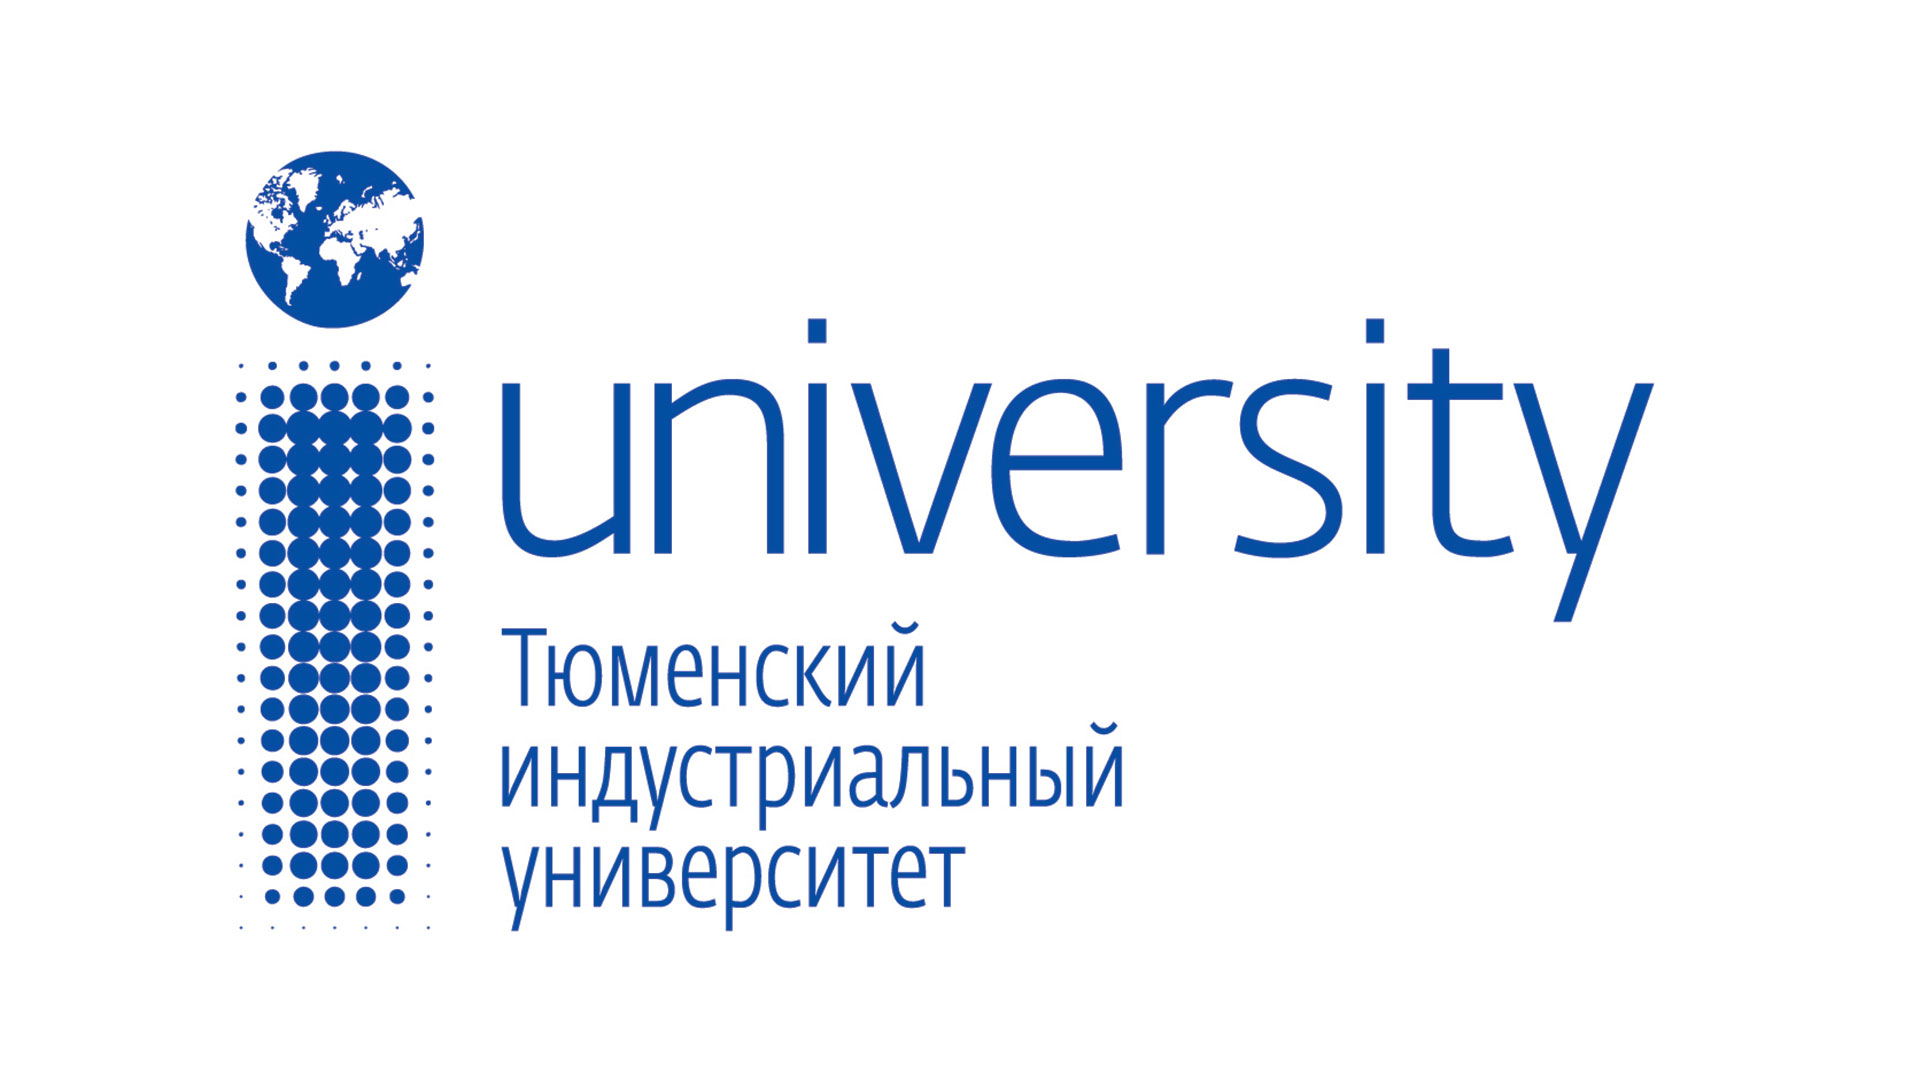 i university
Тюменский
индустриальный
университет